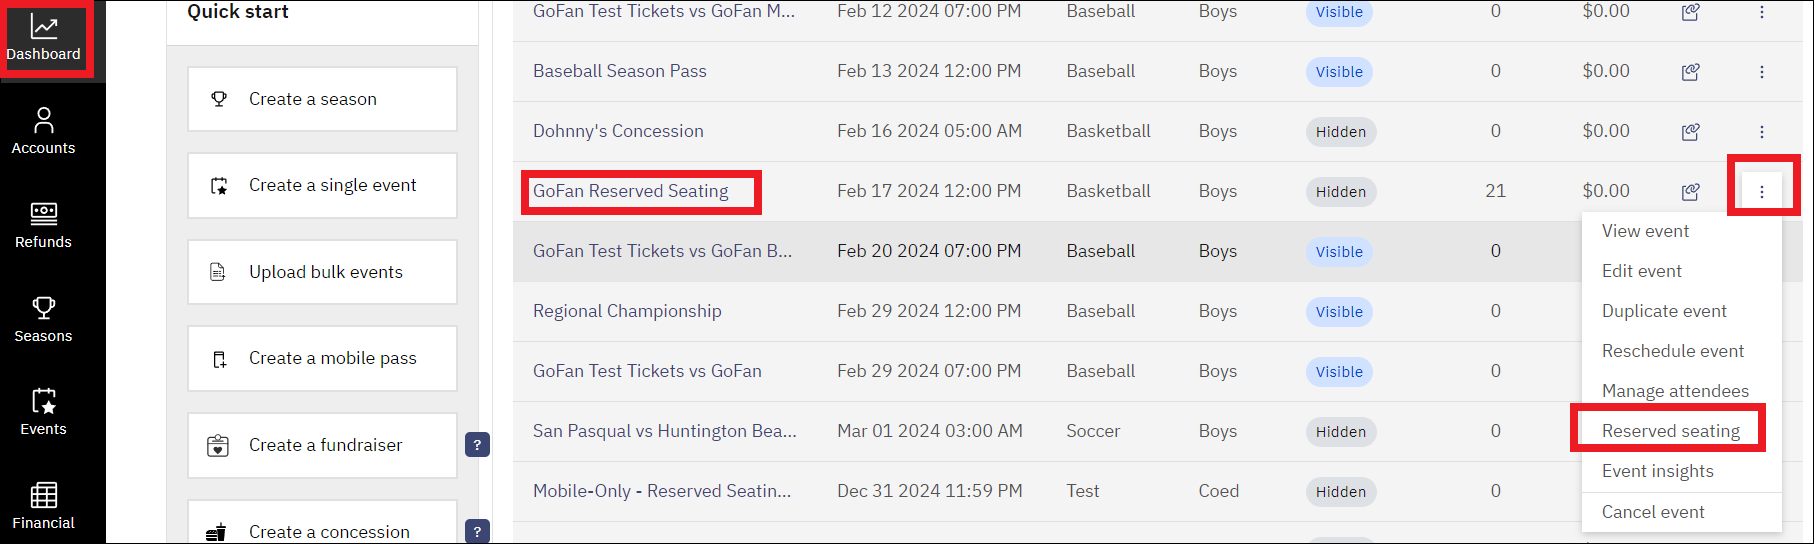 Dashboard
Accounts
Refunds
Seasons
Events
Financial
Quick start
Create a season
Create a single event
Upload bulk events
Create a mobile pass
Create a fundraiser ?
Create a concession ?
GoFan Test Tickets vs GoFan M... Feb 12 2024 07:00 PM Baseball Boys Visible 0 $0.00
Baseball Season Pass Feb 13 2024 12:00 PM Baseball Boys Visible 0 $0.00
Dohnny's Concession Feb 16 2024 05:00 AM Basketball Boys Hidden 0 $0.00
GoFan Reserved Seating Feb 17 2024 12:00 PM Basketball Boys Hidden 21 $0.00
GoFan Test Tickets vs GoFan B... Feb 20 2024 07:00 PM Baseball Boys Visible 0
Regional Championship Feb 29 2024 12:00 PM Baseball Boys Visible 0
GoFan Test Tickets vs GoFan Feb 29 2024 07:00 PM Baseball Boys Visible 0
San Pasqual vs Huntington Bea... Mar 01 2024 03:00 AM Soccer Boys Hidden 0
Mobile-Only - Reserved Seatin... Dec 31 2024 11:59 PM Test Coed Hidden 0
View event
Edit event
Duplicate event
Reschedule event
Manage attendees
Reserved seating
Event insights
Cancel event